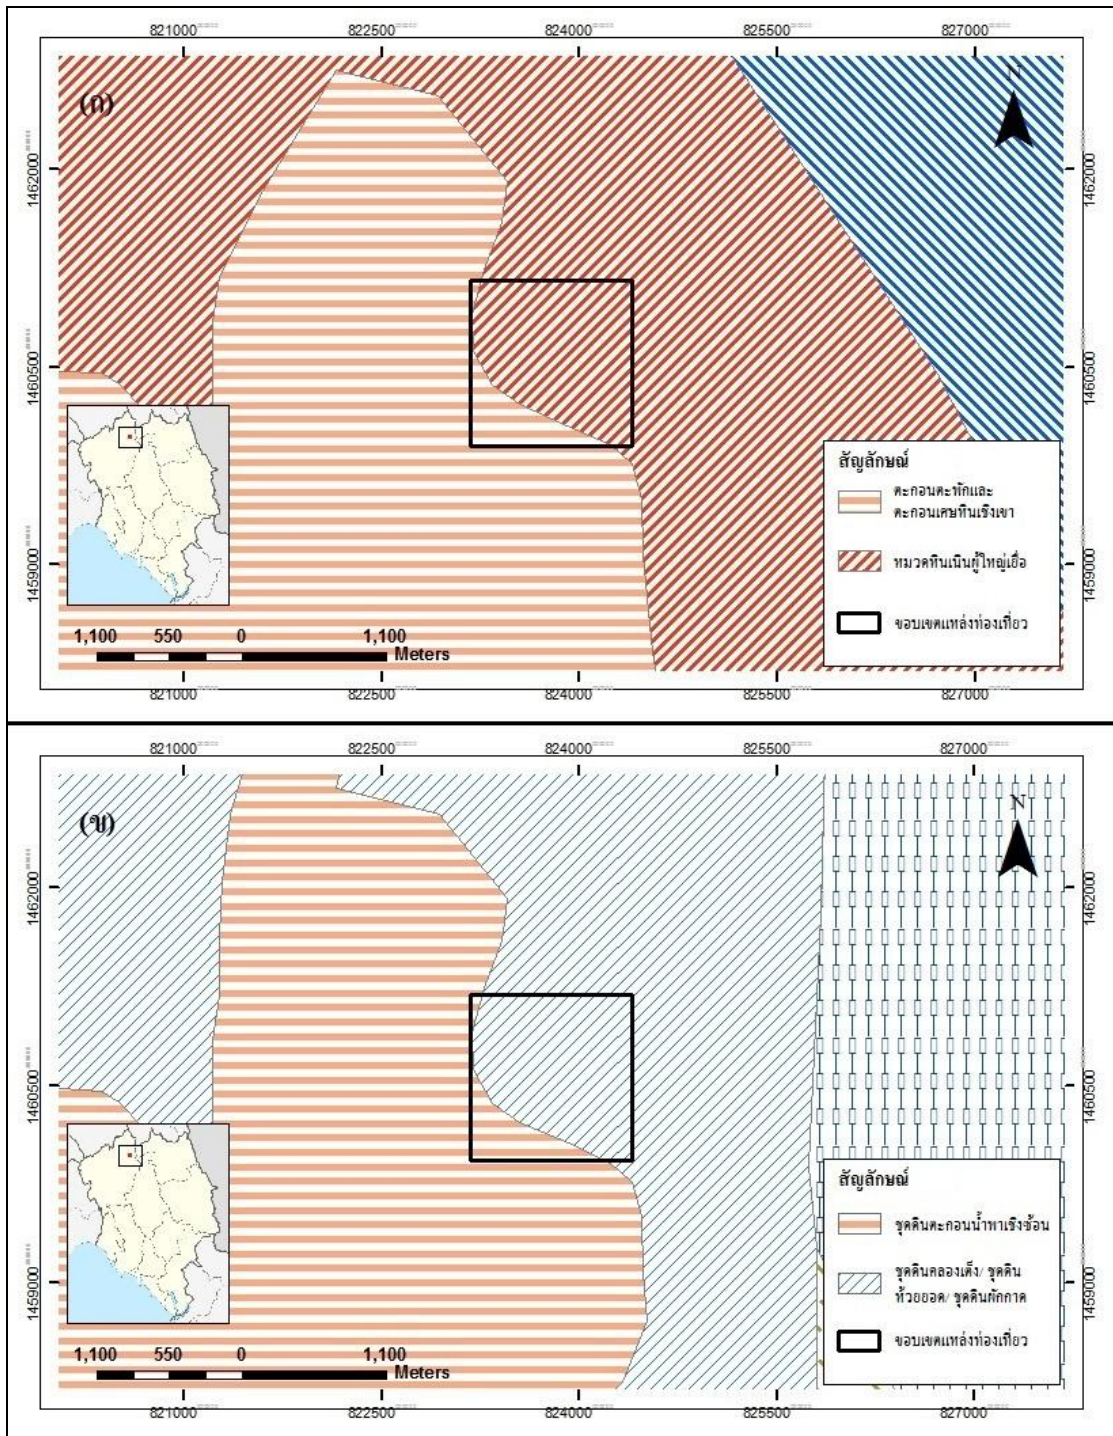 821000 822500 824000 825500 827000
(ก)
N
1462000 1462000
1460500 1460500
1459000 1459000
สัญลักษณ์
ตะกอนตะพักและ
ตะกอนเศษหินเชิงเขา
หมวดหินเนินผู้ใหญ่เยื่อ
ขอบเขตแหล่งท่องเที่ยว
1,100 550 0 1,100
Meters
821000 822500 824000 825500 827000
821000 822500 824000 825500 827000
(ข)
N
1462000 1462000
1460500 1460500
1459000 1459000
สัญลักษณ์
ชุดดินตะกอนน้ำพาเชิงซ้อน
ชุดดินคลองเต็ง/ ชุดดิน
ห้วยยอด/ ชุดดินผักกาด
ขอบเขตแหล่งท่องเที่ยว
1,100 550 0 1,100
Meters
821000 822500 824000 825500 827000